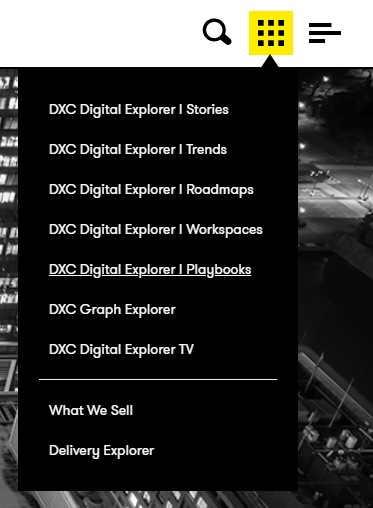 DXC Digital Explorer | Stories
DXC Digital Explorer | Trends
DXC Digital Explorer | Roadmaps
DXC Digital Explorer | Workspaces
DXC Digital Explorer | Playbooks
DXC Graph Explorer
DXC Digital Explorer TV
What We Sell
Delivery Explorer